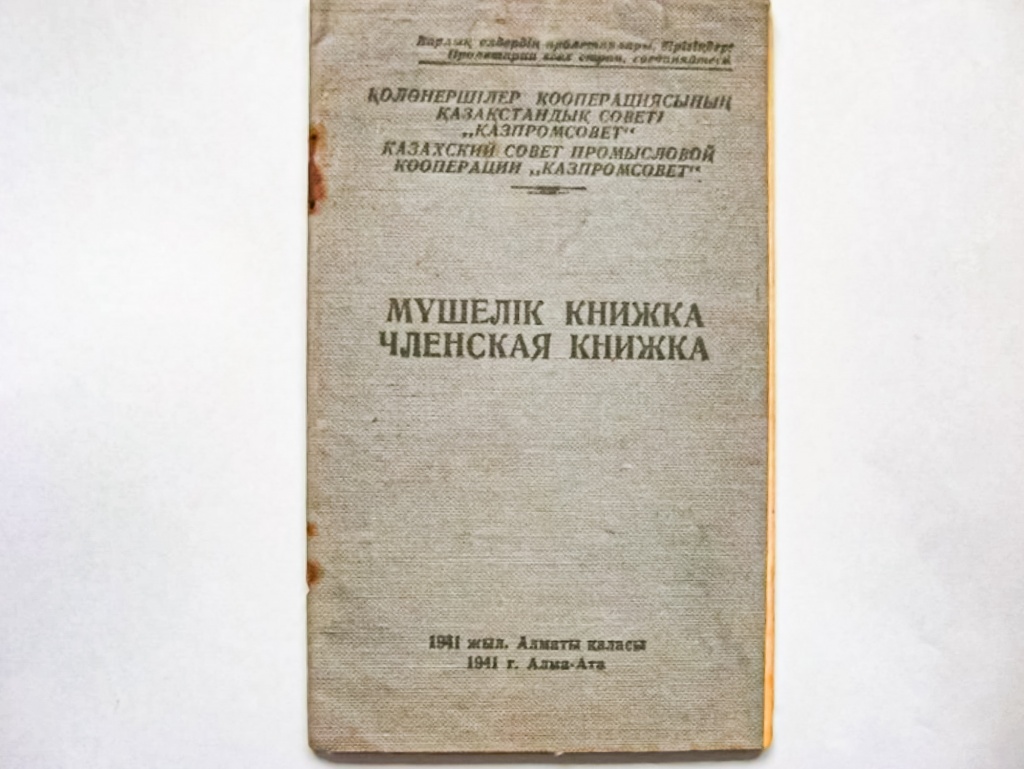 Барлық елдердің пролетарлары, бірігіңдер!
Пролетарии всех стран, соединяйтесь!
ҚОЛӨНЕРШІЛЕР КООПЕРАЦИЯСЫНЫҢ
ҚАЗАҚСТАНДЫҚ СОВЕТІ
„КАЗПРОМСОВЕТ“
КАЗАХСКИЙ СОВЕТ ПРОМЫСЛОВОЙ
КООПЕРАЦИИ „КАЗПРОМСОВЕТ“
МҮШЕЛІК КНИЖКА
ЧЛЕНСКАЯ КНИЖКА
1941 жыл. Алматы қаласы
1941 г. Алма-Ата